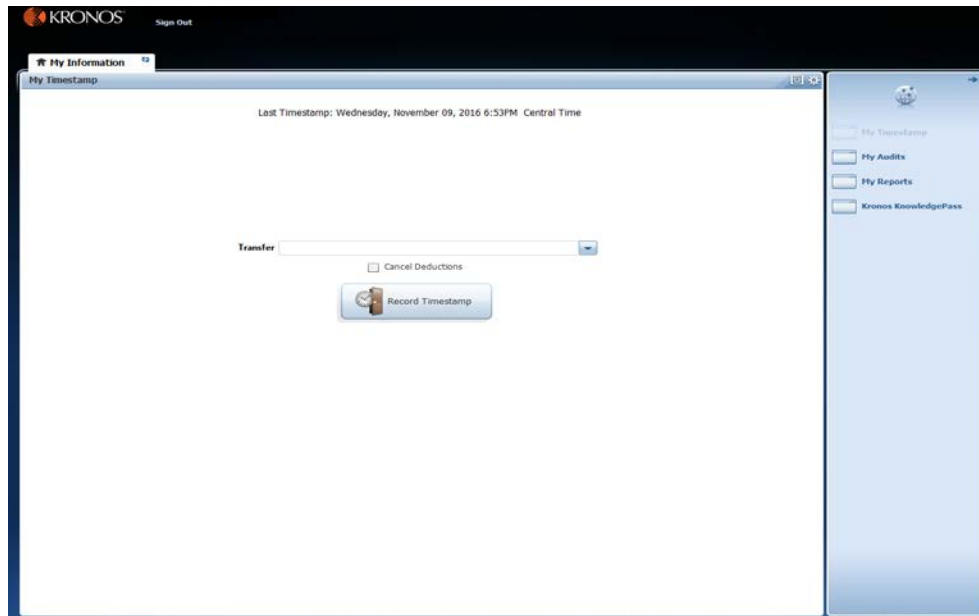 KRONOS Sign Out
My Information
My Timestamp
Last Timestamp: Wednesday, November 09, 2016 6:53PM Central Time
Transfer
Cancel Deductions
Record Timestamp
My Timestamp
My Audits
My Reports
Kronos KnowledgePass